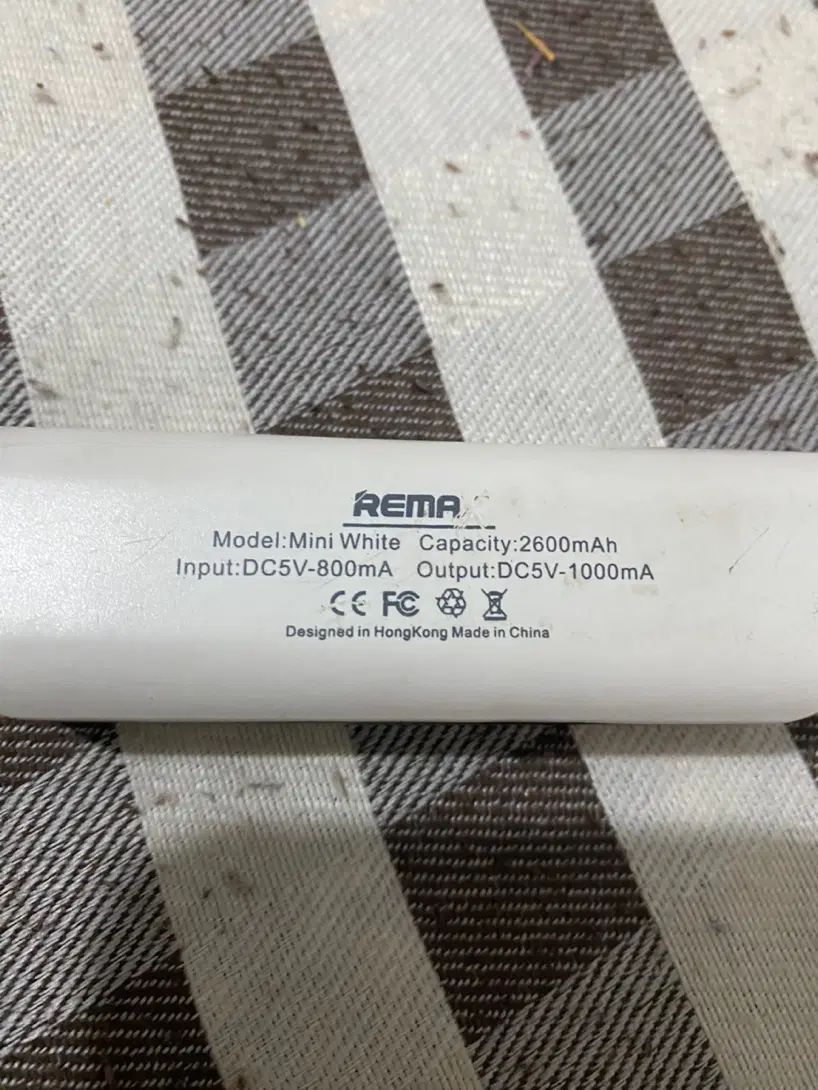 REMAX
Model:Mini White Capacity:2600mAh
Input:DC5V-800mA Output:DC5V-1000mA
CE FC
Designed in HongKong Made in China